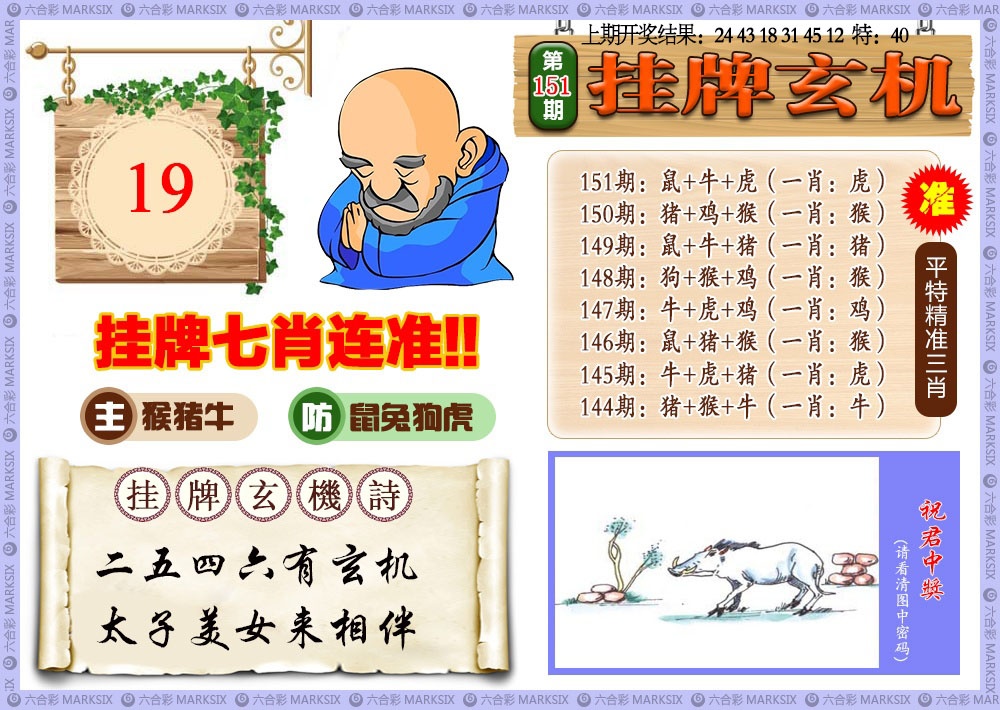 上期开奖结果：24 43 18 31 45 12 特：40
第151期
挂牌玄机
19
挂牌七肖连准!!
主 猴猪牛
防 鼠兔狗虎
挂牌玄機詩
二五四六有玄机
太子美女来相伴
151期：鼠+牛+虎（一肖：虎）
150期：猪+鸡+猴（一肖：猴）
149期：鼠+牛+猪（一肖：猪）
148期：狗+猴+鸡（一肖：猴）
147期：牛+虎+鸡（一肖：鸡）
146期：鼠+猪+猴（一肖：猴）
145期：牛+虎+猪（一肖：虎）
144期：猪+猴+牛（一肖：牛）
准
平特精准三肖
祝君中獎
（请看清图中密码）
六合彩 MARKSIX